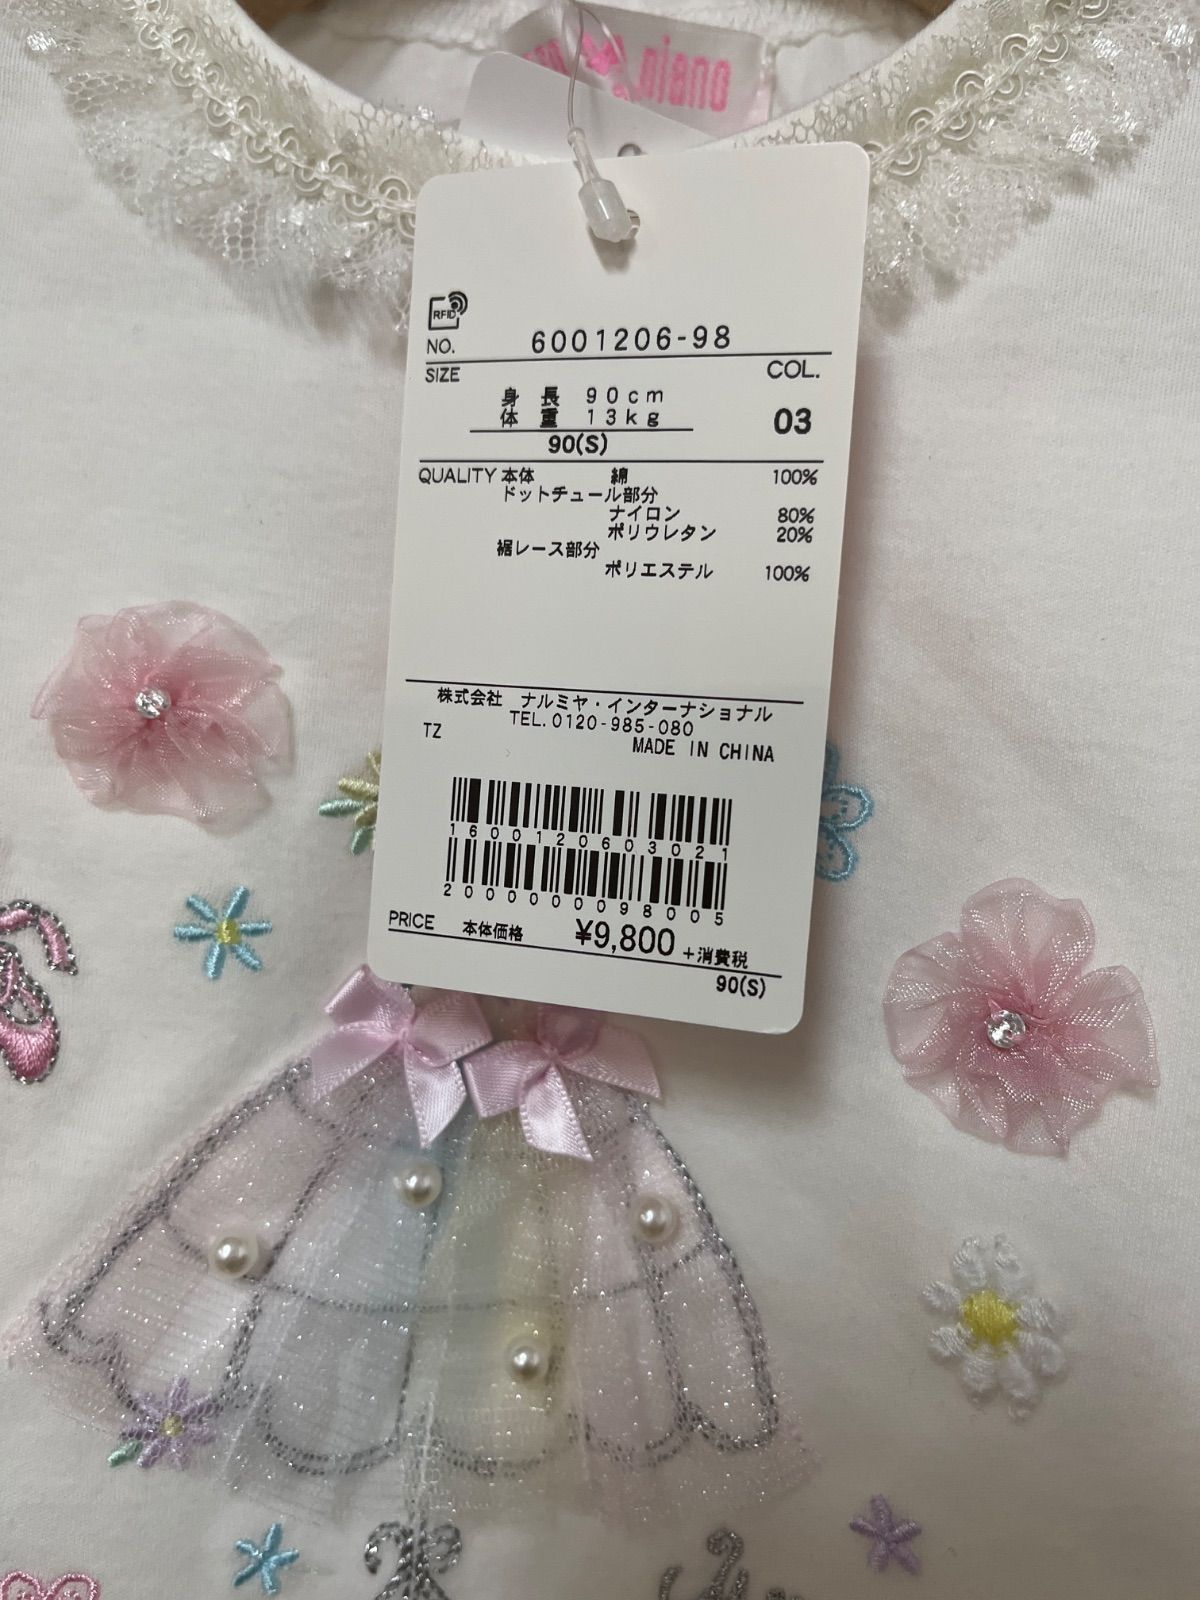 niano
RFID
NO. 6001206-98
SIZE COL.
身長 90cm
体重 13kg
03
90(S)
QUALITY 本体 綿 100%
ドットチュール部分
ナイロン 80%
ポリウレタン 20%
裾レース部分
ポリエステル 100%
株式会社 ナルミヤ・インターナショナル
TEL.0120-985-080
TZ MADE IN CHINA
1600120603021
2000000098005
PRICE 本体価格 ¥9,800 +消費税
90(S)